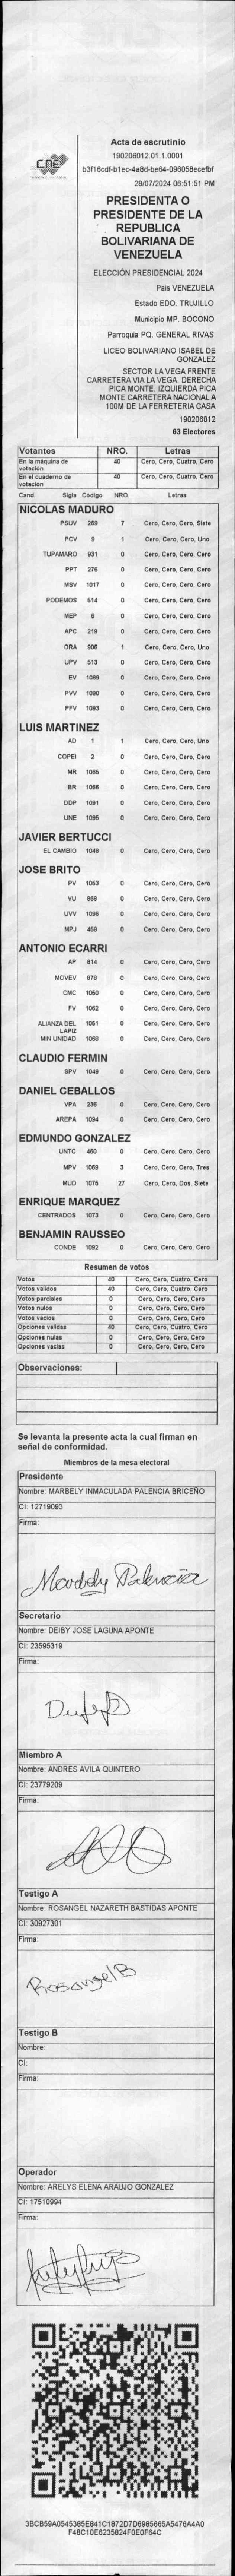 CNE
Acta de escrutinio
190206012.01.1.0001
b3f16cdf-b1ec-4a8d-be64-096058ecefbf
28/07/2024 06:51:51 PM
PRESIDENTA O
PRESIDENTE DE LA
REPUBLICA
BOLIVARIANA DE
VENEZUELA
ELECCIÓN PRESIDENCIAL 2024
Pais VENEZUELA
Estado EDO. TRUJILLO
Municipio MP. BOCONO
Parroquia PQ. GENERAL RIVAS
LICEO BOLIVARIANO ISABEL DE
GONZALEZ
SECTOR LA VEGA FRENTE
CARRETERA VIA LA VEGA. DERECHA
PICA MONTE. IZQUIERDA PICA
MONTE CARRETERA NACIONAL A
100M DE LA FERRETERIA CASA
190206012
63 Electores
Votantes NRO. Letras
En la máquina de votación 40 Cero, Cero, Cuatro, Cero
En el cuaderno de votación 40 Cero, Cero, Cuatro, Cero
Cand. Sigla Código NRO. Letras
NICOLAS MADURO
PSUV 269 7 Cero, Cero, Cero, Siete
PCV 9 1 Cero, Cero, Cero, Uno
TUPAMARO 931 0 Cero, Cero, Cero, Cero
PPT 276 0 Cero, Cero, Cero, Cero
MSV 1017 0 Cero, Cero, Cero, Cero
PODEMOS 514 0 Cero, Cero, Cero, Cero
MEP 6 0 Cero, Cero, Cero, Cero
APC 219 0 Cero, Cero, Cero, Cero
ORA 906 1 Cero, Cero, Cero, Uno
UPV 513 0 Cero, Cero, Cero, Cero
EV 1089 0 Cero, Cero, Cero, Cero
PVV 1090 0 Cero, Cero, Cero, Cero
PFV 1093 0 Cero, Cero, Cero, Cero
LUIS MARTINEZ
AD 1 1 Cero, Cero, Cero, Uno
COPEI 2 0 Cero, Cero, Cero, Cero
MR 1065 0 Cero, Cero, Cero, Cero
BR 1066 0 Cero, Cero, Cero, Cero
DDP 1091 0 Cero, Cero, Cero, Cero
UNE 1095 0 Cero, Cero, Cero, Cero
JAVIER BERTUCCI
EL CAMBIO 1046 0 Cero, Cero, Cero, Cero
JOSE BRITO
PV 1053 0 Cero, Cero, Cero, Cero
VU 969 0 Cero, Cero, Cero, Cero
UVV 1096 0 Cero, Cero, Cero, Cero
MPJ 459 0 Cero, Cero, Cero, Cero
ANTONIO ECARRI
AP 814 0 Cero, Cero, Cero, Cero
MOVEV 878 0 Cero, Cero, Cero, Cero
CMC 1050 0 Cero, Cero, Cero, Cero
FV 1062 0 Cero, Cero, Cero, Cero
ALIANZA DEL LAPIZ 1051 0 Cero, Cero, Cero, Cero
MIN UNIDAD 1069 0 Cero, Cero, Cero, Cero
CLAUDIO FERMIN
SPV 1049 0 Cero, Cero, Cero, Cero
DANIEL CEBALLOS
VPA 236 0 Cero, Cero, Cero, Cero
AREPA 1094 0 Cero, Cero, Cero, Cero
EDMUNDO GONZALEZ
UNTC 460 0 Cero, Cero, Cero, Cero
MPV 1069 3 Cero, Cero, Cero, Tres
MUD 1075 27 Cero, Cero, Dos, Siete
ENRIQUE MARQUEZ
CENTRADOS 1073 0 Cero, Cero, Cero, Cero
BENJAMIN RAUSSEO
CONDE 1092 0 Cero, Cero, Cero, Cero
Resumen de votos
Votos 40 Cero, Cero, Cuatro, Cero
Votos validos 40 Cero, Cero, Cuatro, Cero
Votos parciales 0 Cero, Cero, Cero, Cero
Votos nulos 0 Cero, Cero, Cero, Cero
Votos vacios 0 Cero, Cero, Cero, Cero
Opciones validas 40 Cero, Cero, Cuatro, Cero
Opciones nulas 0 Cero, Cero, Cero, Cero
Opciones vacias 0 Cero, Cero, Cero, Cero
Observaciones:
Se levanta la presente acta la cual firman en
señal de conformidad.
Miembros de la mesa electoral
Presidente
Nombre: MARBELY INMACULADA PALENCIA BRICEÑO
CI: 12719093
Firma:
Marbely Palencia
Secretario
Nombre: DEIBY JOSE LAGUNA APONTE
CI: 23595319
Firma:
Miembro A
Nombre: ANDRES AVILA QUINTERO
CI: 23779209
Firma:
Testigo A
Nombre: ROSANGEL NAZARETH BASTIDAS APONTE
CI: 30927301
Firma:
Rosangel B
Testigo B
Nombre:
CI:
Firma:
Operador
Nombre: ARELYS ELENA ARAUJO GONZALEZ
CI: 17510994
Firma:
3BCB59A0545385E841C1872D7D6985665A5476A4A0
F48C10E6235824F0E0F64C